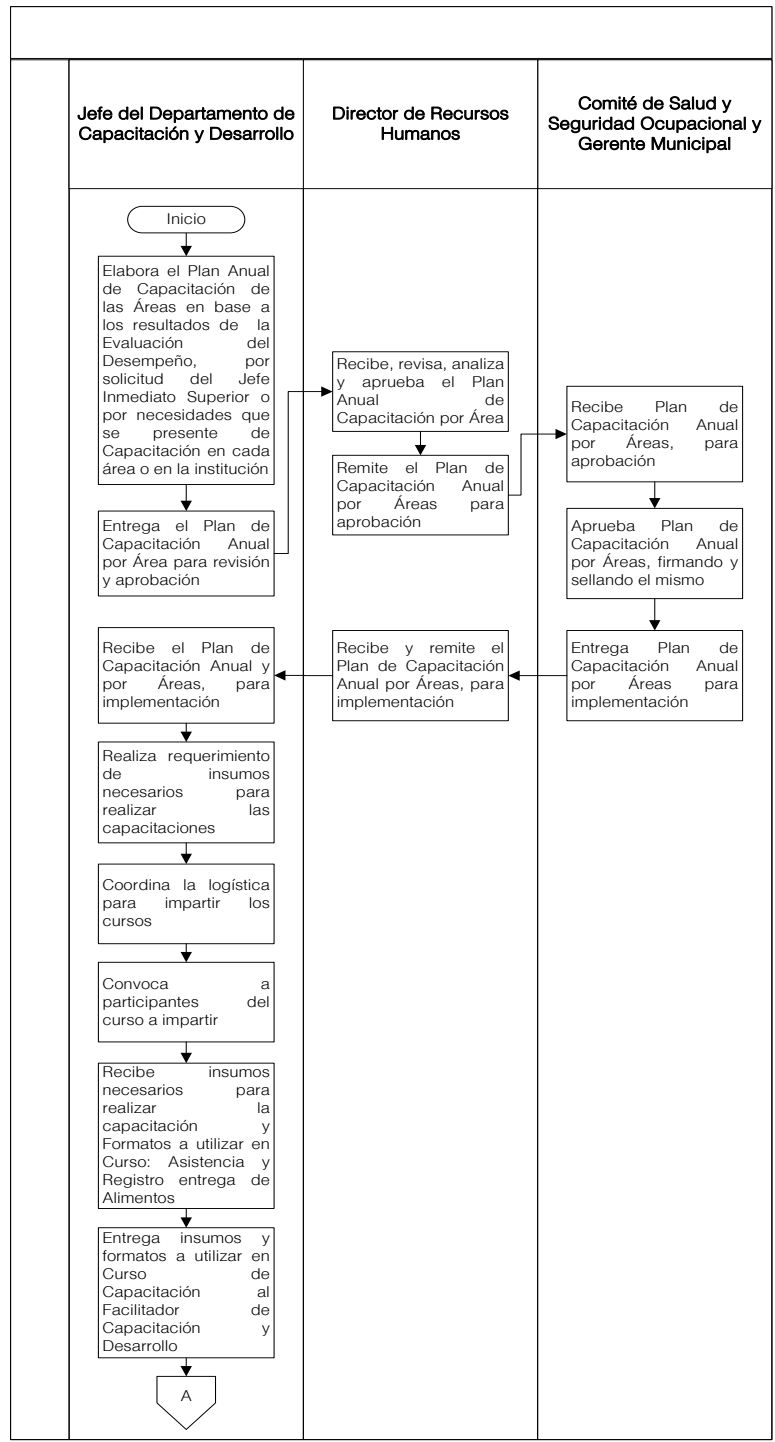 Jefe del Departamento de
Capacitación y Desarrollo
Director de Recursos
Humanos
Comité de Salud y
Seguridad Ocupacional y
Gerente Municipal
Inicio
Elabora el Plan Anual
de Capacitación de
las Áreas en base a
los resultados de la
Evaluación del
Desempeño, por
solicitud del Jefe
Inmediato Superior o
por necesidades que
se presente de
Capacitación en cada
área o en la institución
Entrega el Plan de
Capacitación Anual
por Área para revisión
y aprobación
Recibe, revisa, analiza
y aprueba el Plan
Anual de
Capacitación por Área
Remite el Plan de
Capacitación Anual
por Áreas para
aprobación
Recibe Plan de
Capacitación Anual
por Áreas, para
aprobación
Aprueba Plan de
Capacitación Anual
por Áreas, firmando y
sellando el mismo
Entrega Plan de
Capacitación Anual
por Áreas para
implementación
Recibe y remite el
Plan de Capacitación
Anual por Áreas, para
implementación
Recibe el Plan de
Capacitación Anual y
por Áreas, para
implementación
Realiza requerimiento
de insumos
necesarios para
realizar las
capacitaciones
Coordina la logística
para impartir los
cursos
Convoca a
participantes del
curso a impartir
Recibe insumos
necesarios para
realizar la
capacitación y
Formatos a utilizar en
Curso: Asistencia y
Registro entrega de
Alimentos
Entrega insumos y
formatos a utilizar en
Curso de
Capacitación al
Facilitador de
Capacitación y
Desarrollo
A